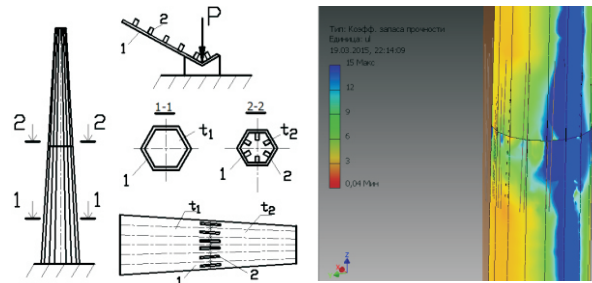 P
2
1
1-1
2-2
t1
t2
1
2
2
2
1
1
t1
t2
1
2
Тип: Коэфф. запаса прочности
Единица: ul
19.03.2015, 22:14:09
15 Макс
12
9
6
3
0,04 Мин
Z